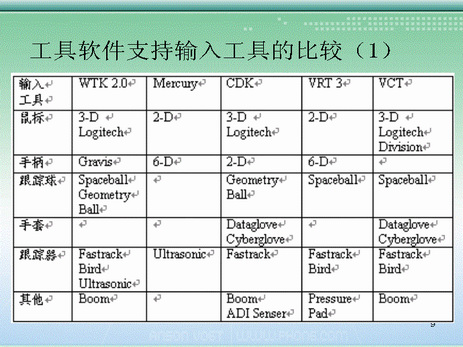 工具软件支持输入工具的比较（1）
输入工具 WTK 2.0 Mercury CDK VRT 3 VCT
鼠标 3-D Logitech 2-D 3-D Logitech 2-D 3-D Logitech Division
手柄 Gravis 6-D 2-D 6-D
跟踪球 Spaceball Geometry Ball Geometry Ball Spaceball Spaceball
手套 Dataglove Cyberglove Dataglove Cyberglove
跟踪器 Fastrack Bird Ultrasonic Ultrasonic Fastrack Fastrack Bird Fastrack Bird
其他 Boom Boom ADI Senser Pressure Pad Boom
9